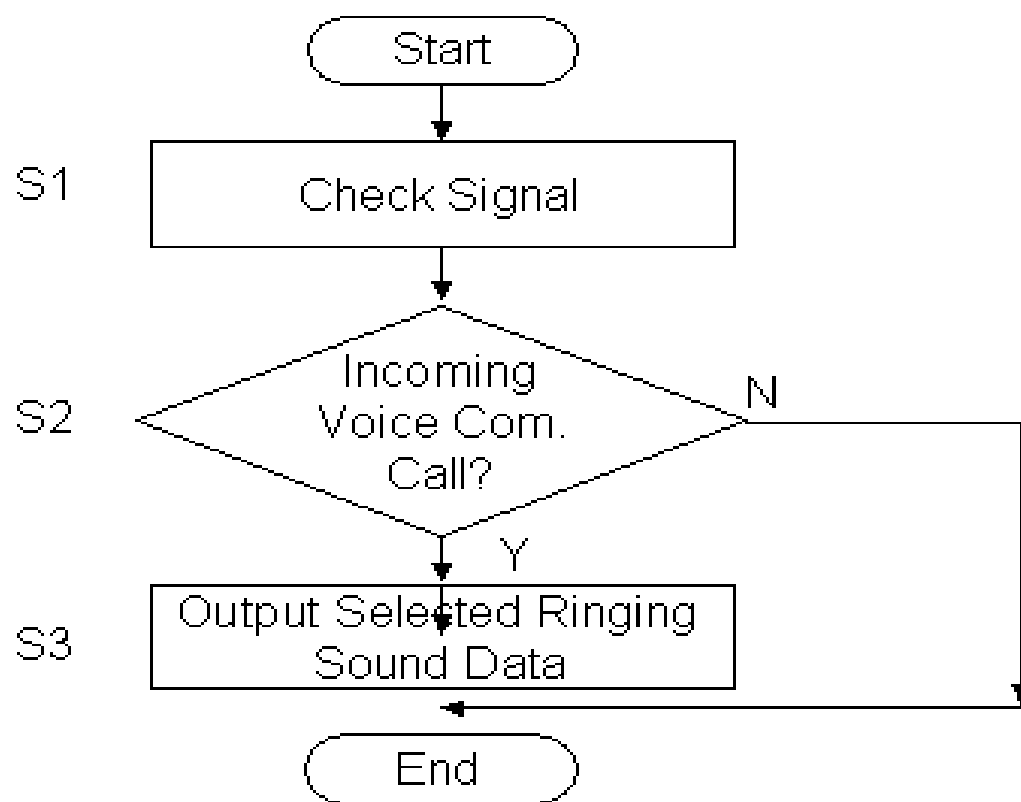 Start
S1
Check Signal
S2
Incoming
Voice Com.
Call?
N
Y
S3
Output Selected Ringing
Sound Data
End